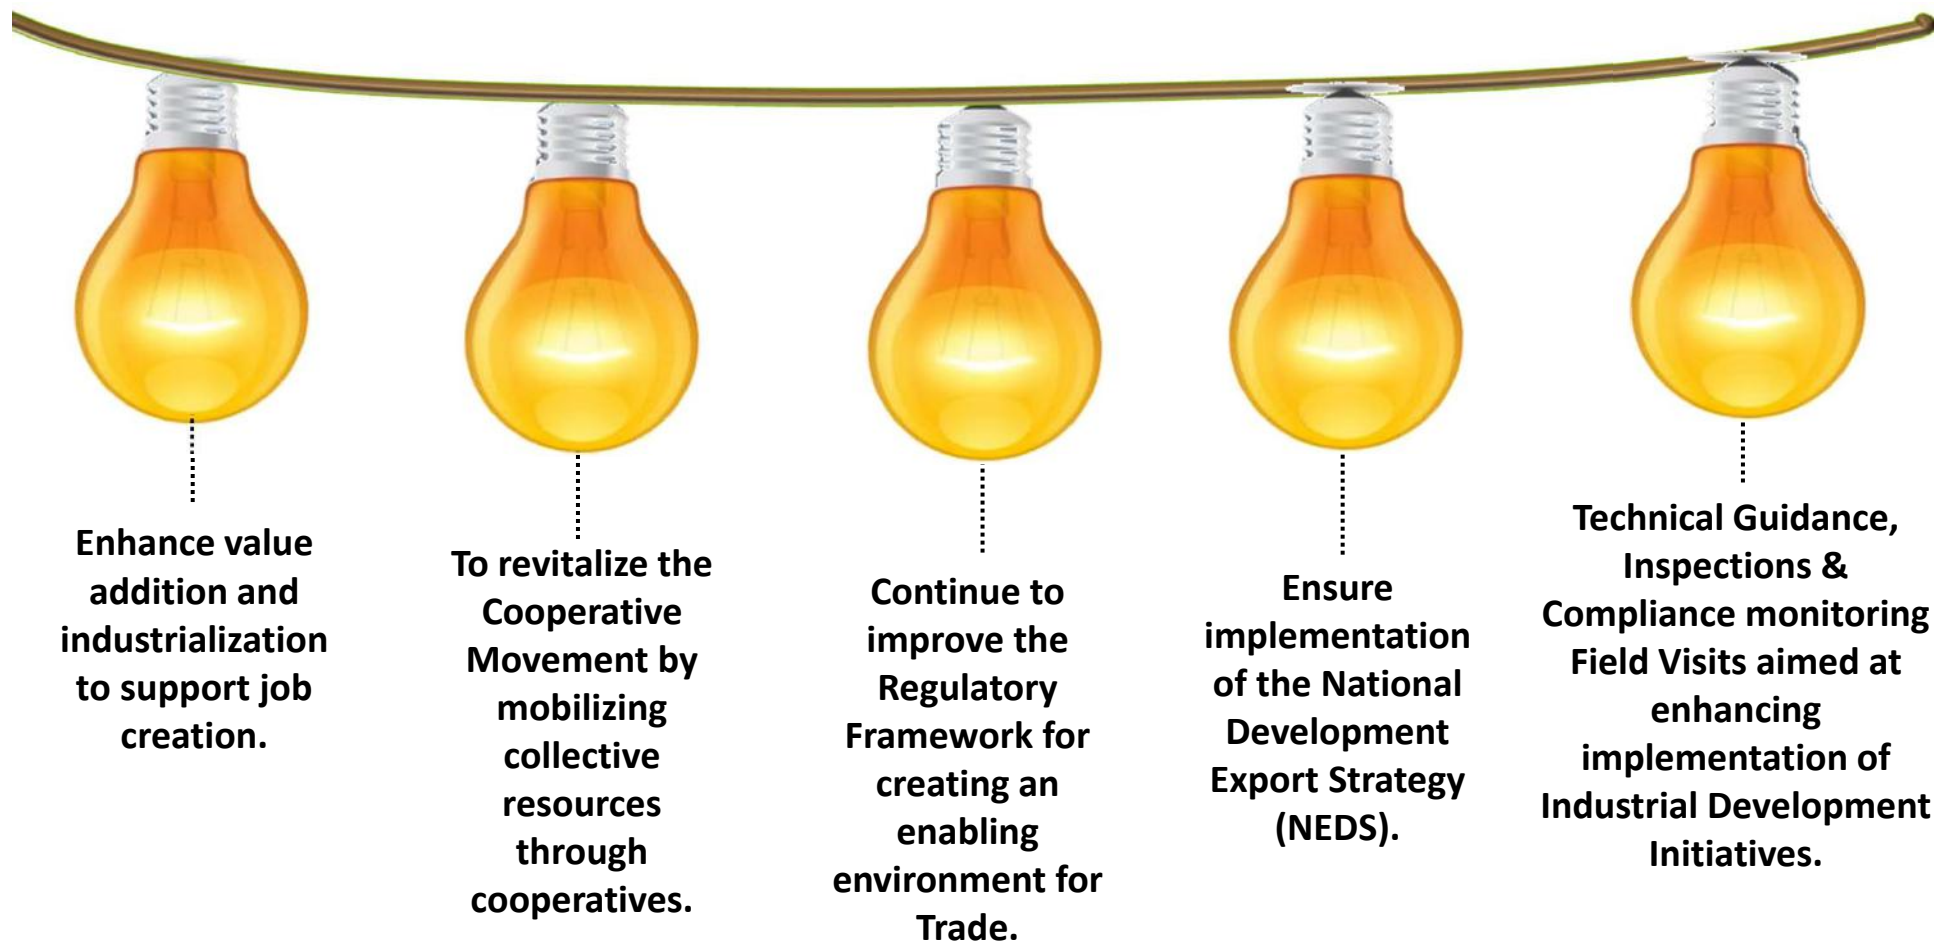 Enhance value
addition and
industrialization
to support job
creation.
To revitalize the
Cooperative
Movement by
mobilizing
collective
resources
through
cooperatives.
Continue to
improve the
Regulatory
Framework for
creating an
enabling
environment for
Trade.
Ensure
implementation
of the National
Development
Export Strategy
(NEDS).
Technical Guidance,
Inspections &
Compliance monitoring
Field Visits aimed at
enhancing
implementation of
Industrial Development
Initiatives.